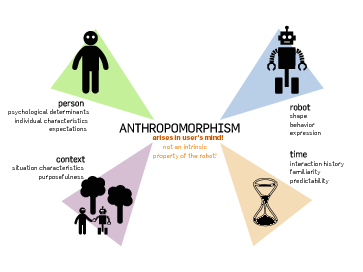 person
psychological determinants
individual characteristics
expectations
robot
shape
behavior
expression
ANTHROPOMORPHISM
arises in user's mind!
not an intrinsic
property of the robot!
context
situation characteristics
purposefulness
time
interaction history
familiarity
predictability